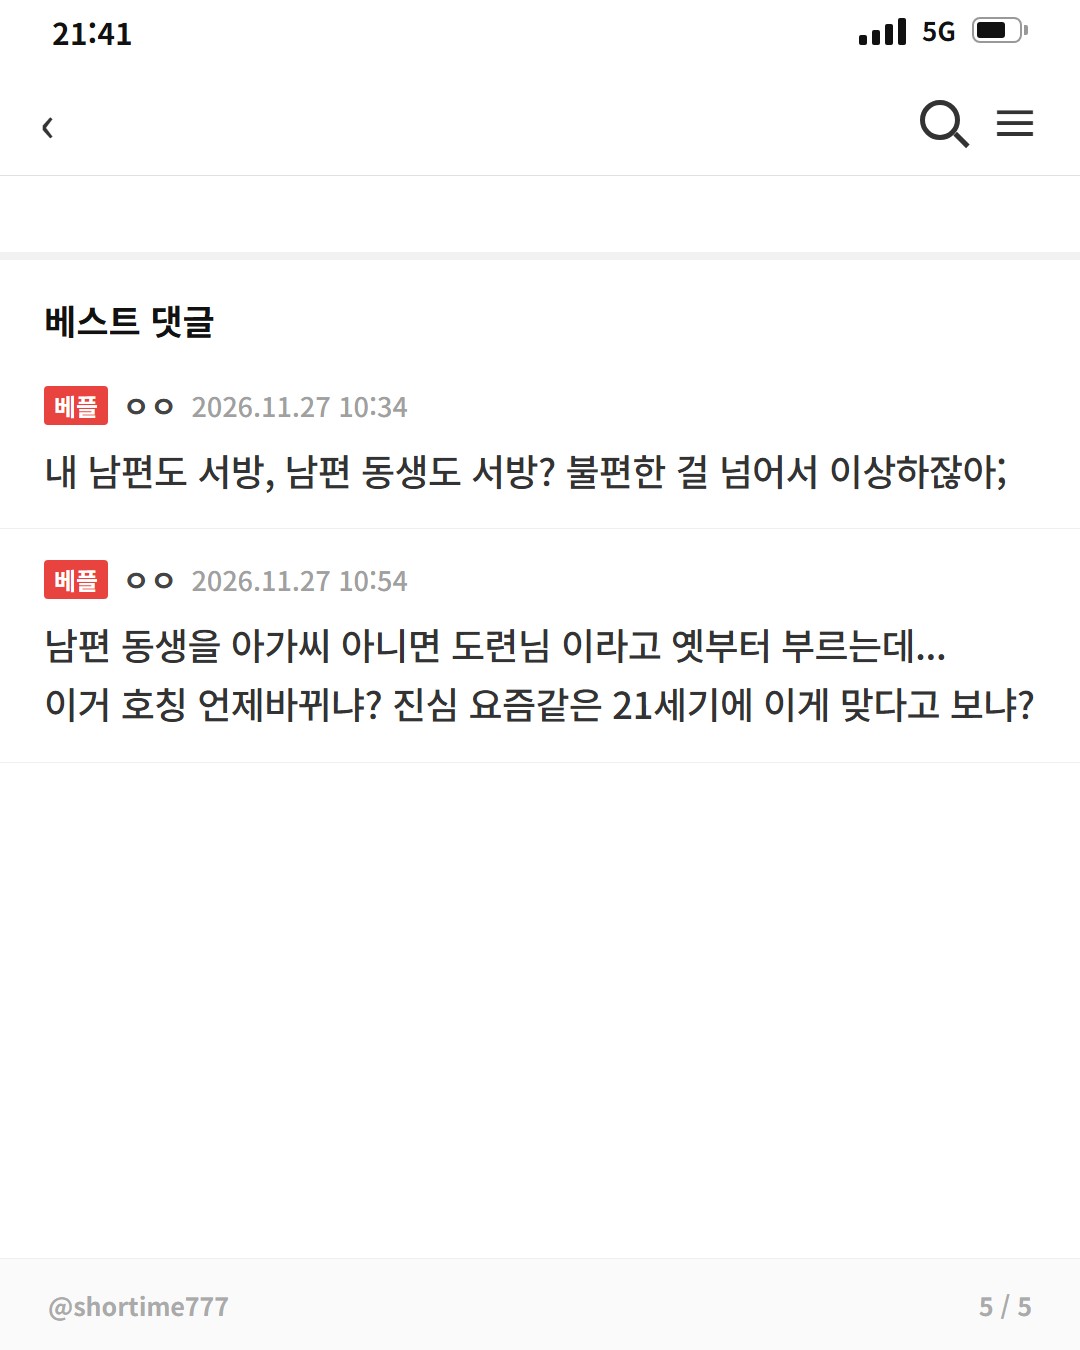 21:41
5G
베스트 댓글
베플 ㅇㅇ 2026.11.27 10:34
내 남편도 서방, 남편 동생도 서방? 불편한 걸 넘어서 이상하잖아;
베플 ㅇㅇ 2026.11.27 10:54
남편 동생을 아가씨 아니면 도련님 이라고 옛부터 부르는데...
이거 호칭 언제바뀌냐? 진심 요즘같은 21세기에 이게 맞다고 보냐?
@shortime777
5 / 5